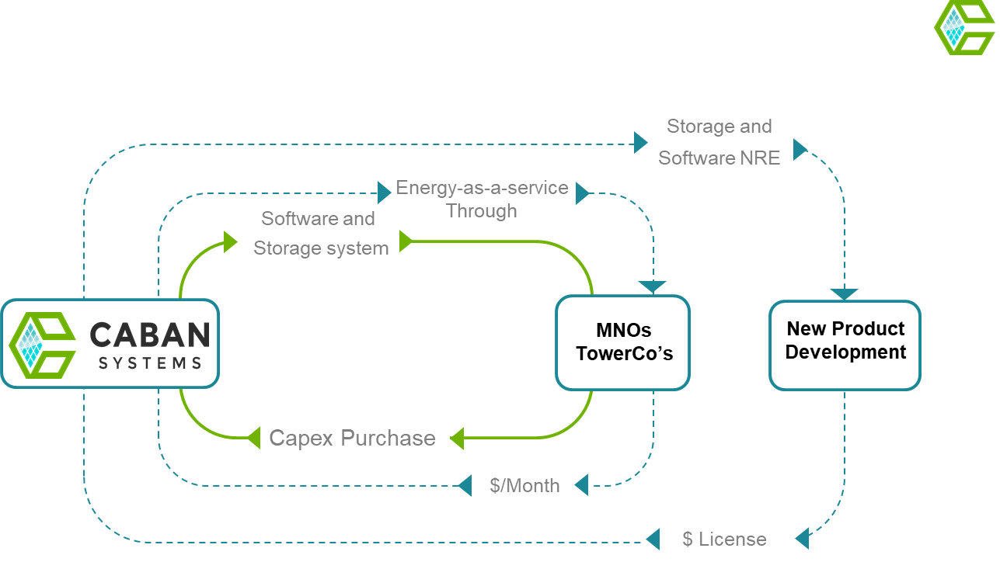 Storage and
Software NRE
Energy-as-a-service
Through
Software and
Storage system
CABAN
SYSTEMS
MNOs
TowerCo’s
New Product
Development
Capex Purchase
$/Month
$ License